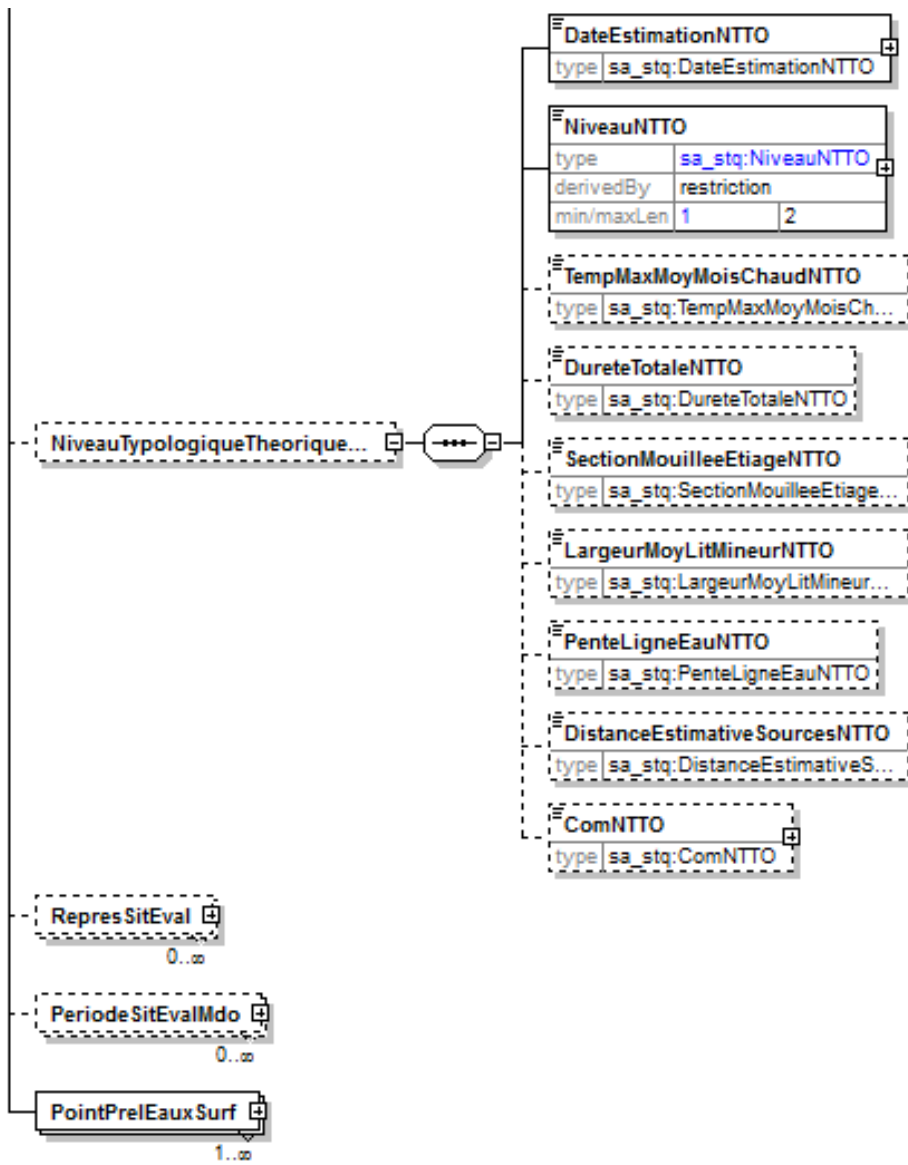 DateEstimationNTTO
type sa_stq:DateEstimationNTTO
NiveauNTTO
type sa_stq:NiveauNTTO
derivedBy restriction
min/maxLen 1 2
TempMaxMoyMoisChaudNTTO
type sa_stq:TempMaxMoyMoisCh...
DureteTotaleNTTO
type sa_stq:DureteTotaleNTTO
NiveauTypologiqueTheorique...
SectionMouilleeEtiageNTTO
type sa_stq:SectionMouilleeEtiage...
LargeurMoyLitMineurNTTO
type sa_stq:LargeurMoyLitMineur...
PenteLigneEauNTTO
type sa_stq:PenteLigneEauNTTO
DistanceEstimativeSourcesNTTO
type sa_stq:DistanceEstimativeS...
ComNTTO
type sa_stq:ComNTTO
RepresSitEval
0..∞
PeriodeSitEvalMdo
0..∞
PointPrelEauxSurf
1..∞